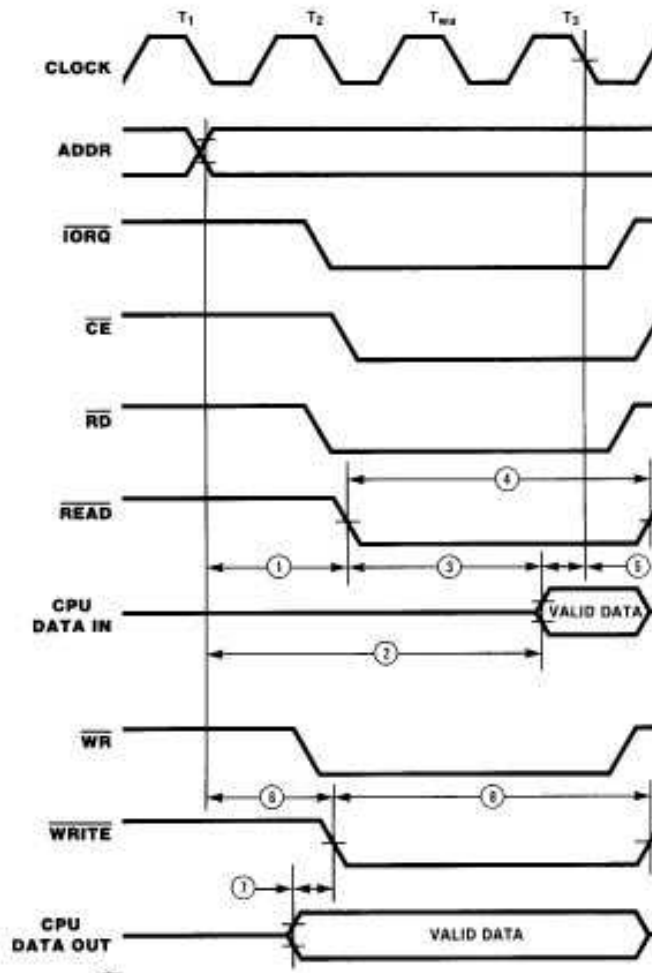 T1 T2 Twa T3
CLOCK
ADDR
IORQ
CE
RD
4
READ
1 3 5
CPU
DATA IN
VALID DATA
2
WR
6 8
WRITE
7
CPU
DATA OUT
VALID DATA